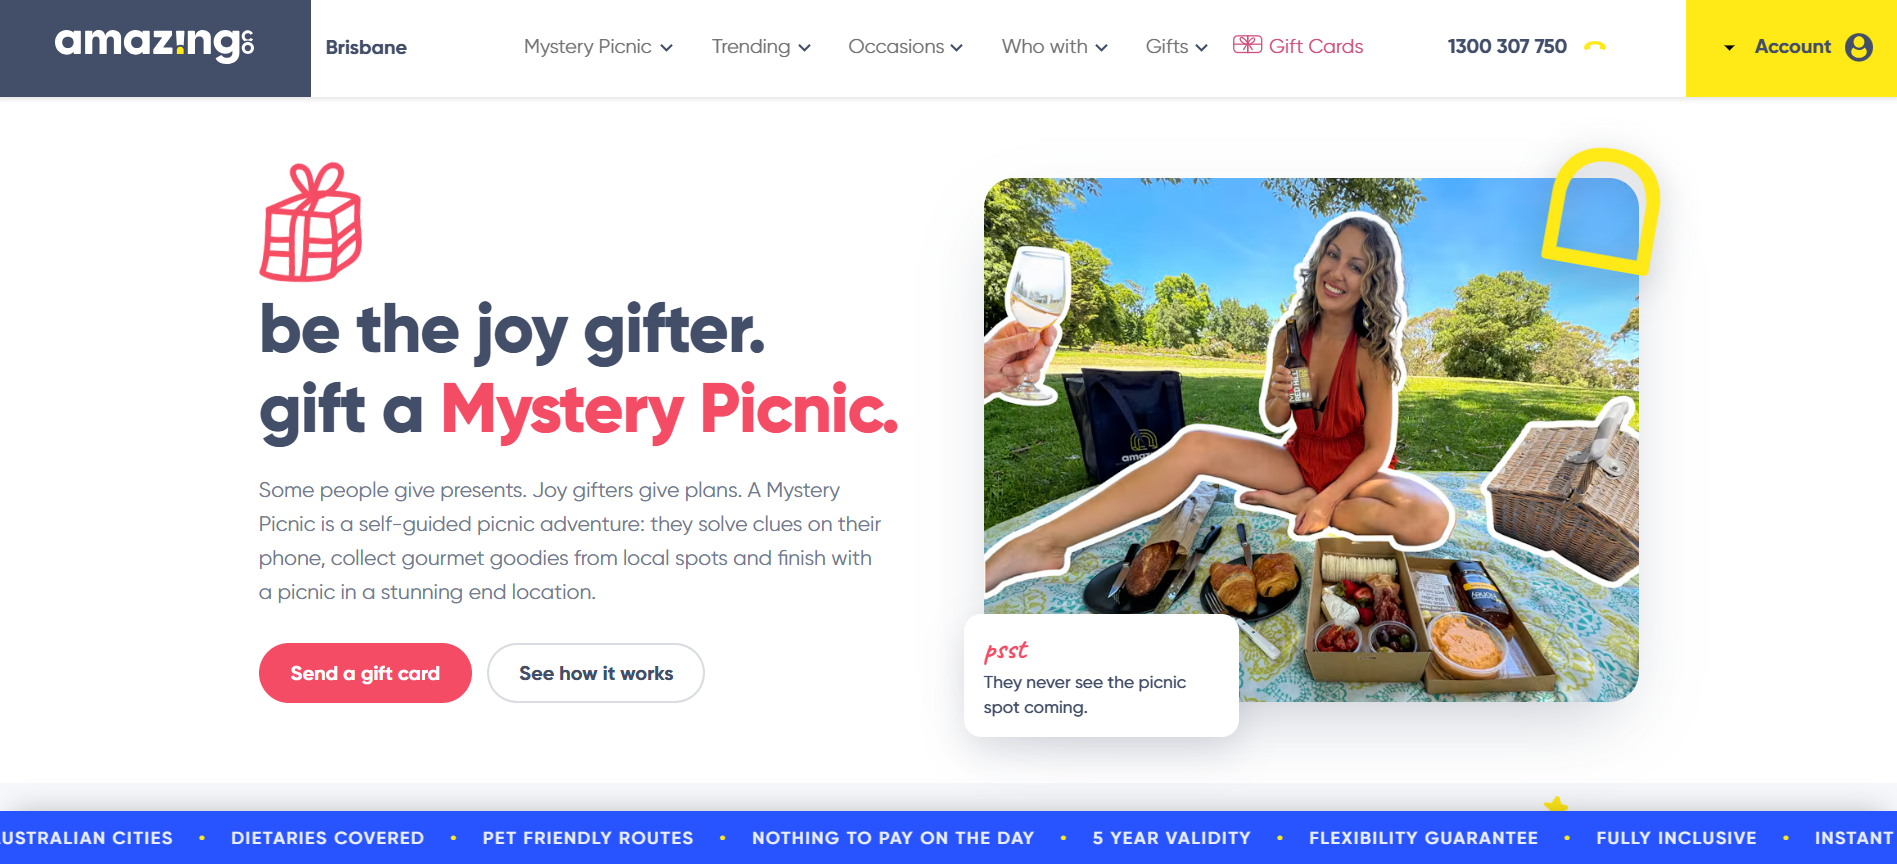 amazing co
Brisbane
Mystery Picnic
Trending
Occasions
Who with
Gifts
Gift Cards
1300 307 750
Account
be the joy gifter.
gift a Mystery Picnic.
Some people give presents. Joy gifters give plans. A Mystery
Picnic is a self-guided picnic adventure: they solve clues on their
phone, collect gourmet goodies from local spots and finish with
a picnic in a stunning end location.
Send a gift card
See how it works
psst
They never see the picnic
spot coming.
USTRALIAN CITIES • DIETARIES COVERED • PET FRIENDLY ROUTES • NOTHING TO PAY ON THE DAY • 5 YEAR VALIDITY • FLEXIBILITY GUARANTEE • FULLY INCLUSIVE • INSTANT